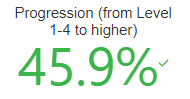 Progression (from Level
1-4 to higher)
45.9%